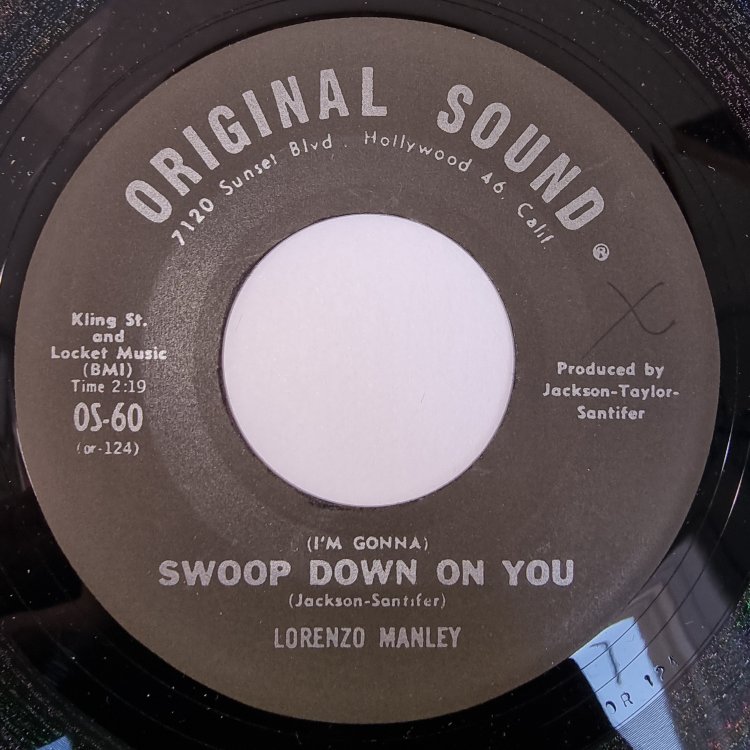 ORIGINAL SOUND®
7120 Sunset Blvd. Hollywood 46, Calif.
Kling St.
and
Locket Music
(BMI)
Time 2:19
OS-60
(or-124)
X
Produced by
Jackson-Taylor-
Santifer
(I'M GONNA)
SWOOP DOWN ON YOU
(Jackson-Santifer)
LORENZO MANLEY